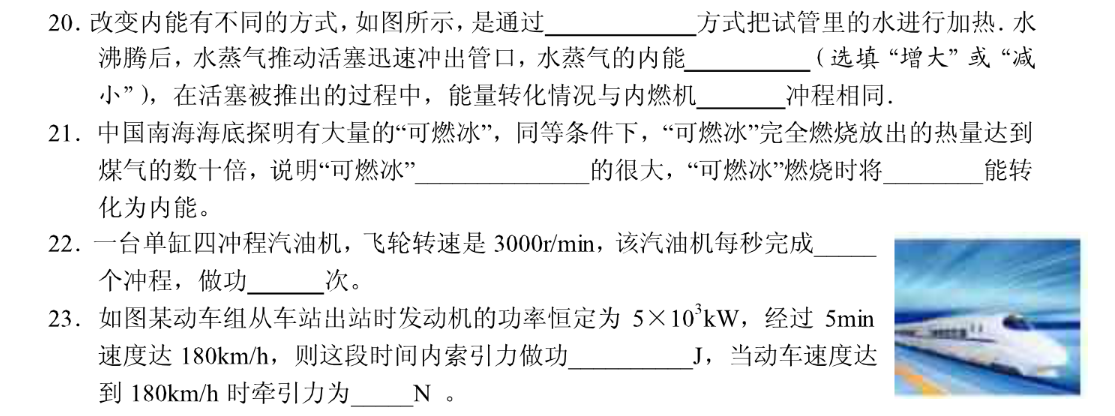 20. 改变内能有不同的方式，如图所示，是通过____________方式把试管里的水进行加热．水
沸腾后，水蒸气推动活塞迅速冲出管口，水蒸气的内能__________（选填“增大”或“减
小”），在活塞被推出的过程中，能量转化情况与内燃机_______冲程相同．
21. 中国南海海底探明有大量的“可燃冰”，同等条件下，“可燃冰”完全燃烧放出的热量达到
煤气的数十倍，说明“可燃冰”______________的很大，“可燃冰”燃烧时将________能转
化为内能。
22. 一台单缸四冲程汽油机，飞轮转速是 3000r/min，该汽油机每秒完成_____
个冲程，做功______次。
23. 如图某动车组从车站出站时发动机的功率恒定为 5×10³kW，经过 5min
速度达 180km/h，则这段时间内索引力做功__________J，当动车速度达
到 180km/h 时牵引力为_____N 。